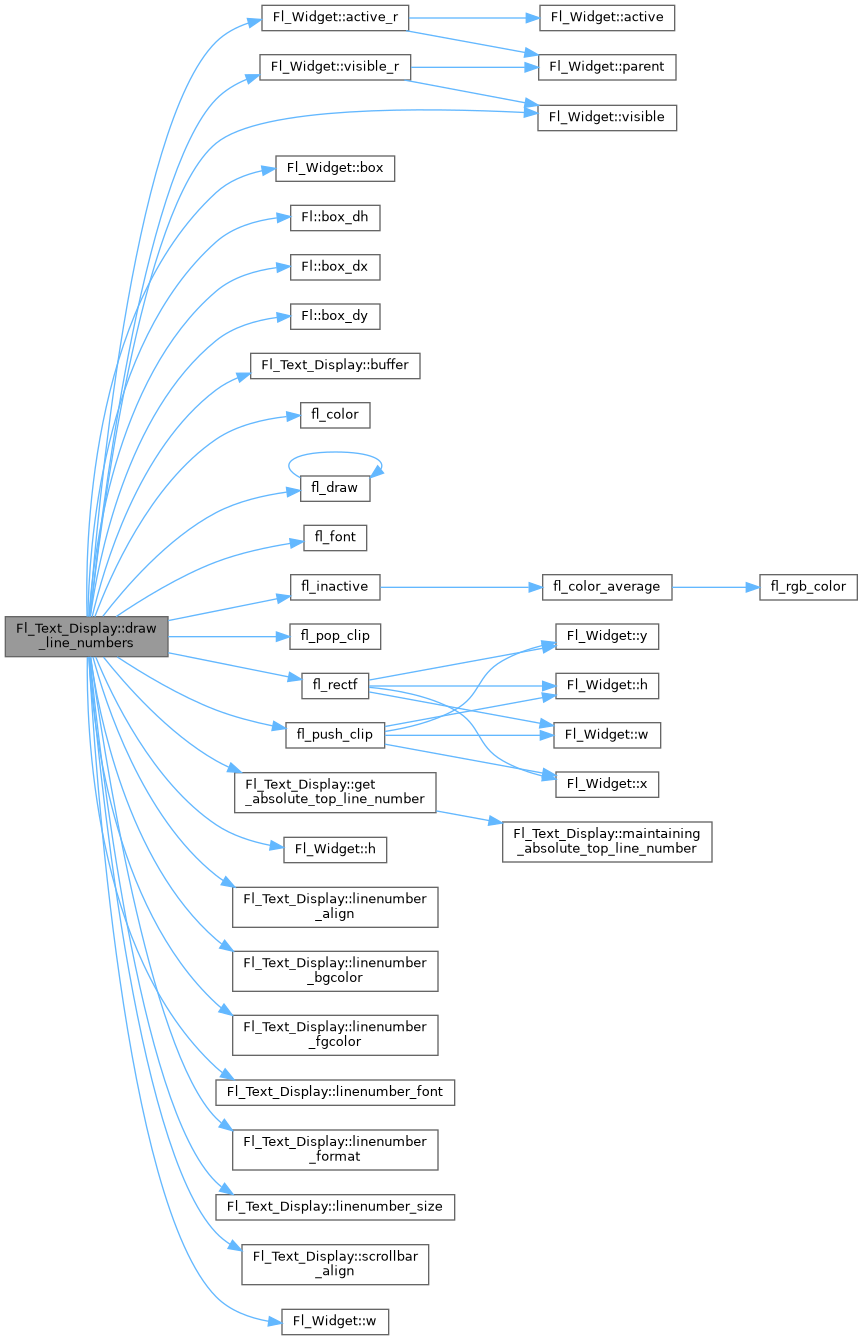 Fl_Widget::active_r
Fl_Widget::active
Fl_Widget::visible_r
Fl_Widget::parent
Fl_Widget::visible
Fl_Widget::box
Fl::box_dh
Fl::box_dx
Fl::box_dy
Fl_Text_Display::buffer
fl_color
fl_draw
fl_font
fl_inactive
fl_color_average
fl_rgb_color
Fl_Text_Display::draw
_line_numbers
fl_pop_clip
Fl_Widget::y
fl_rectf
Fl_Widget::h
fl_push_clip
Fl_Widget::w
Fl_Widget::x
Fl_Text_Display::get
_absolute_top_line_number
Fl_Text_Display::maintaining
_absolute_top_line_number
Fl_Widget::h
Fl_Text_Display::linenumber
_align
Fl_Text_Display::linenumber
_bgcolor
Fl_Text_Display::linenumber
_fgcolor
Fl_Text_Display::linenumber_font
Fl_Text_Display::linenumber
_format
Fl_Text_Display::linenumber_size
Fl_Text_Display::scrollbar
_align
Fl_Widget::w